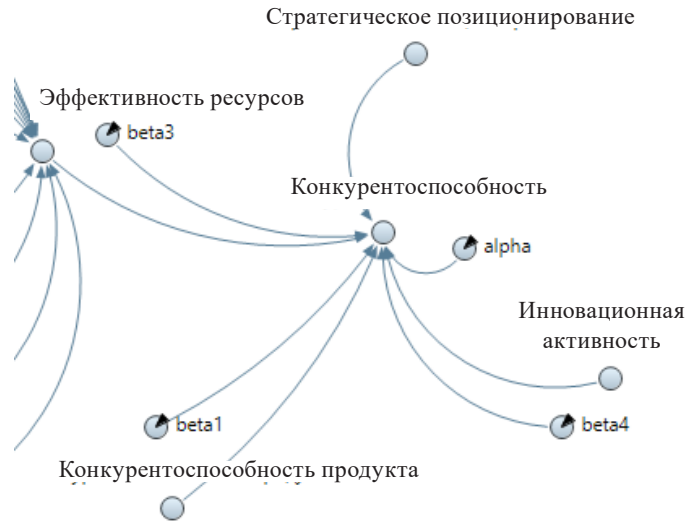 Стратегическое позиционирование
Эффективность ресурсов
beta3
Конкурентоспособность
alpha
Инновационная
активность
beta1
beta4
Конкурентоспособность продукта